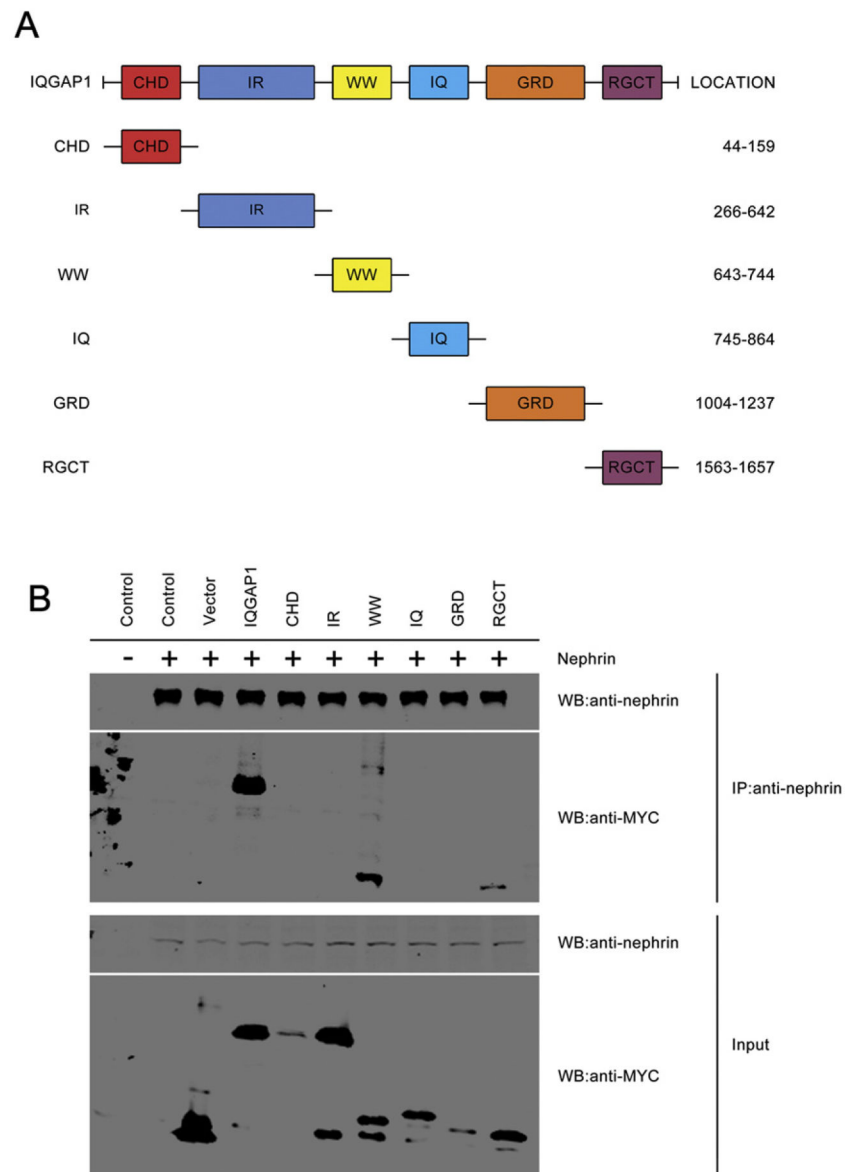 A
IQGAP1 CHD IR WW IQ GRD RGCT LOCATION
CHD CHD 44-159
IR IR 266-642
WW WW 643-744
IQ IQ 745-864
GRD GRD 1004-1237
RGCT RGCT 1563-1657
B
Control Control Vector IQGAP1 CHD IR WW IQ GRD RGCT
- + + + + + + + + + Nephrin
WB:anti-nephrin
IP:anti-nephrin
WB:anti-MYC
WB:anti-nephrin
Input
WB:anti-MYC